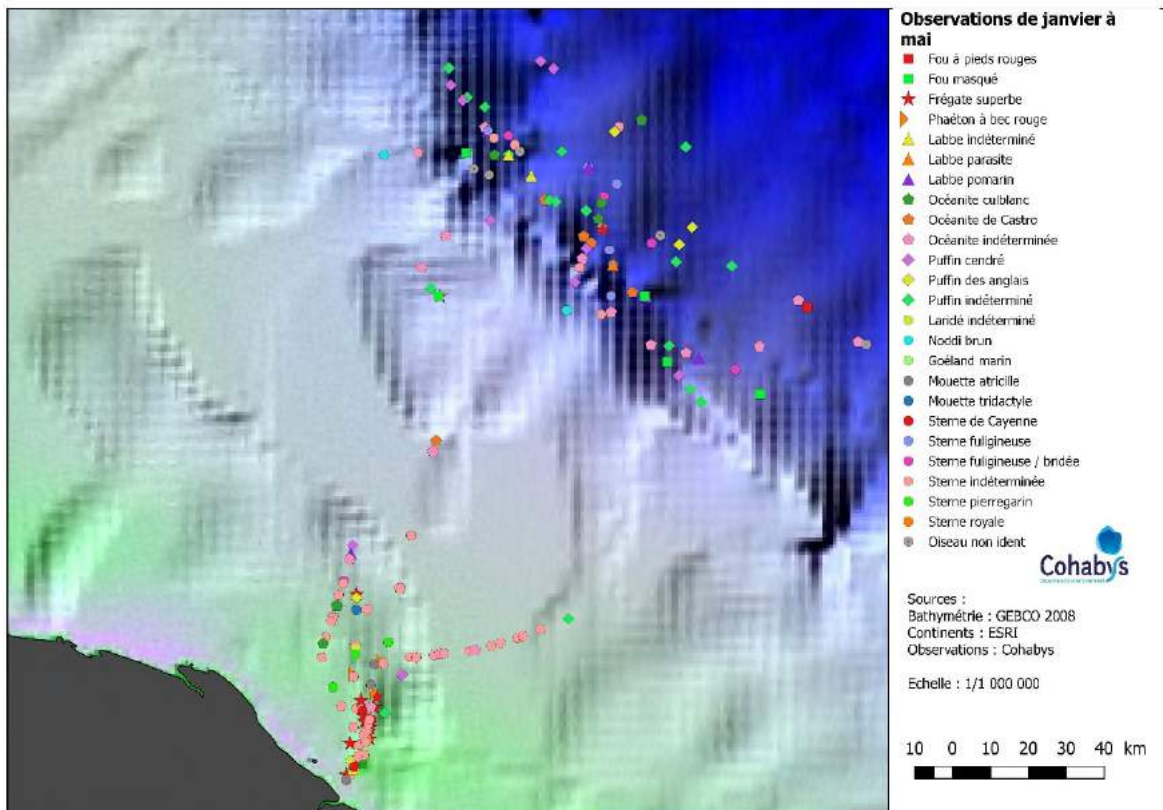 Observations de janvier à
mai
Fou à pieds rouges
Fou masqué
Frégate superbe
Phaéton à bec rouge
Labbe indéterminé
Labbe parasite
Labbe pomarin
Océanite culblanc
Océanite de Castro
Océanite indéterminée
Puffin cendré
Puffin des anglais
Puffin indéterminé
Laridé indéterminé
Noddi brun
Goéland marin
Mouette atricille
Mouette tridactyle
Sterne de Cayenne
Sterne fuligineuse
Sterne fuligineuse / bridée
Sterne indéterminée
Sterne pierregarin
Sterne royale
Oiseau non ident
Cohabys
Sources :
Bathymétrie : GEBCO 2008
Continents : ESRI
Observations : Cohabys
Echelle : 1/1 000 000
10 0 10 20 30 40 km